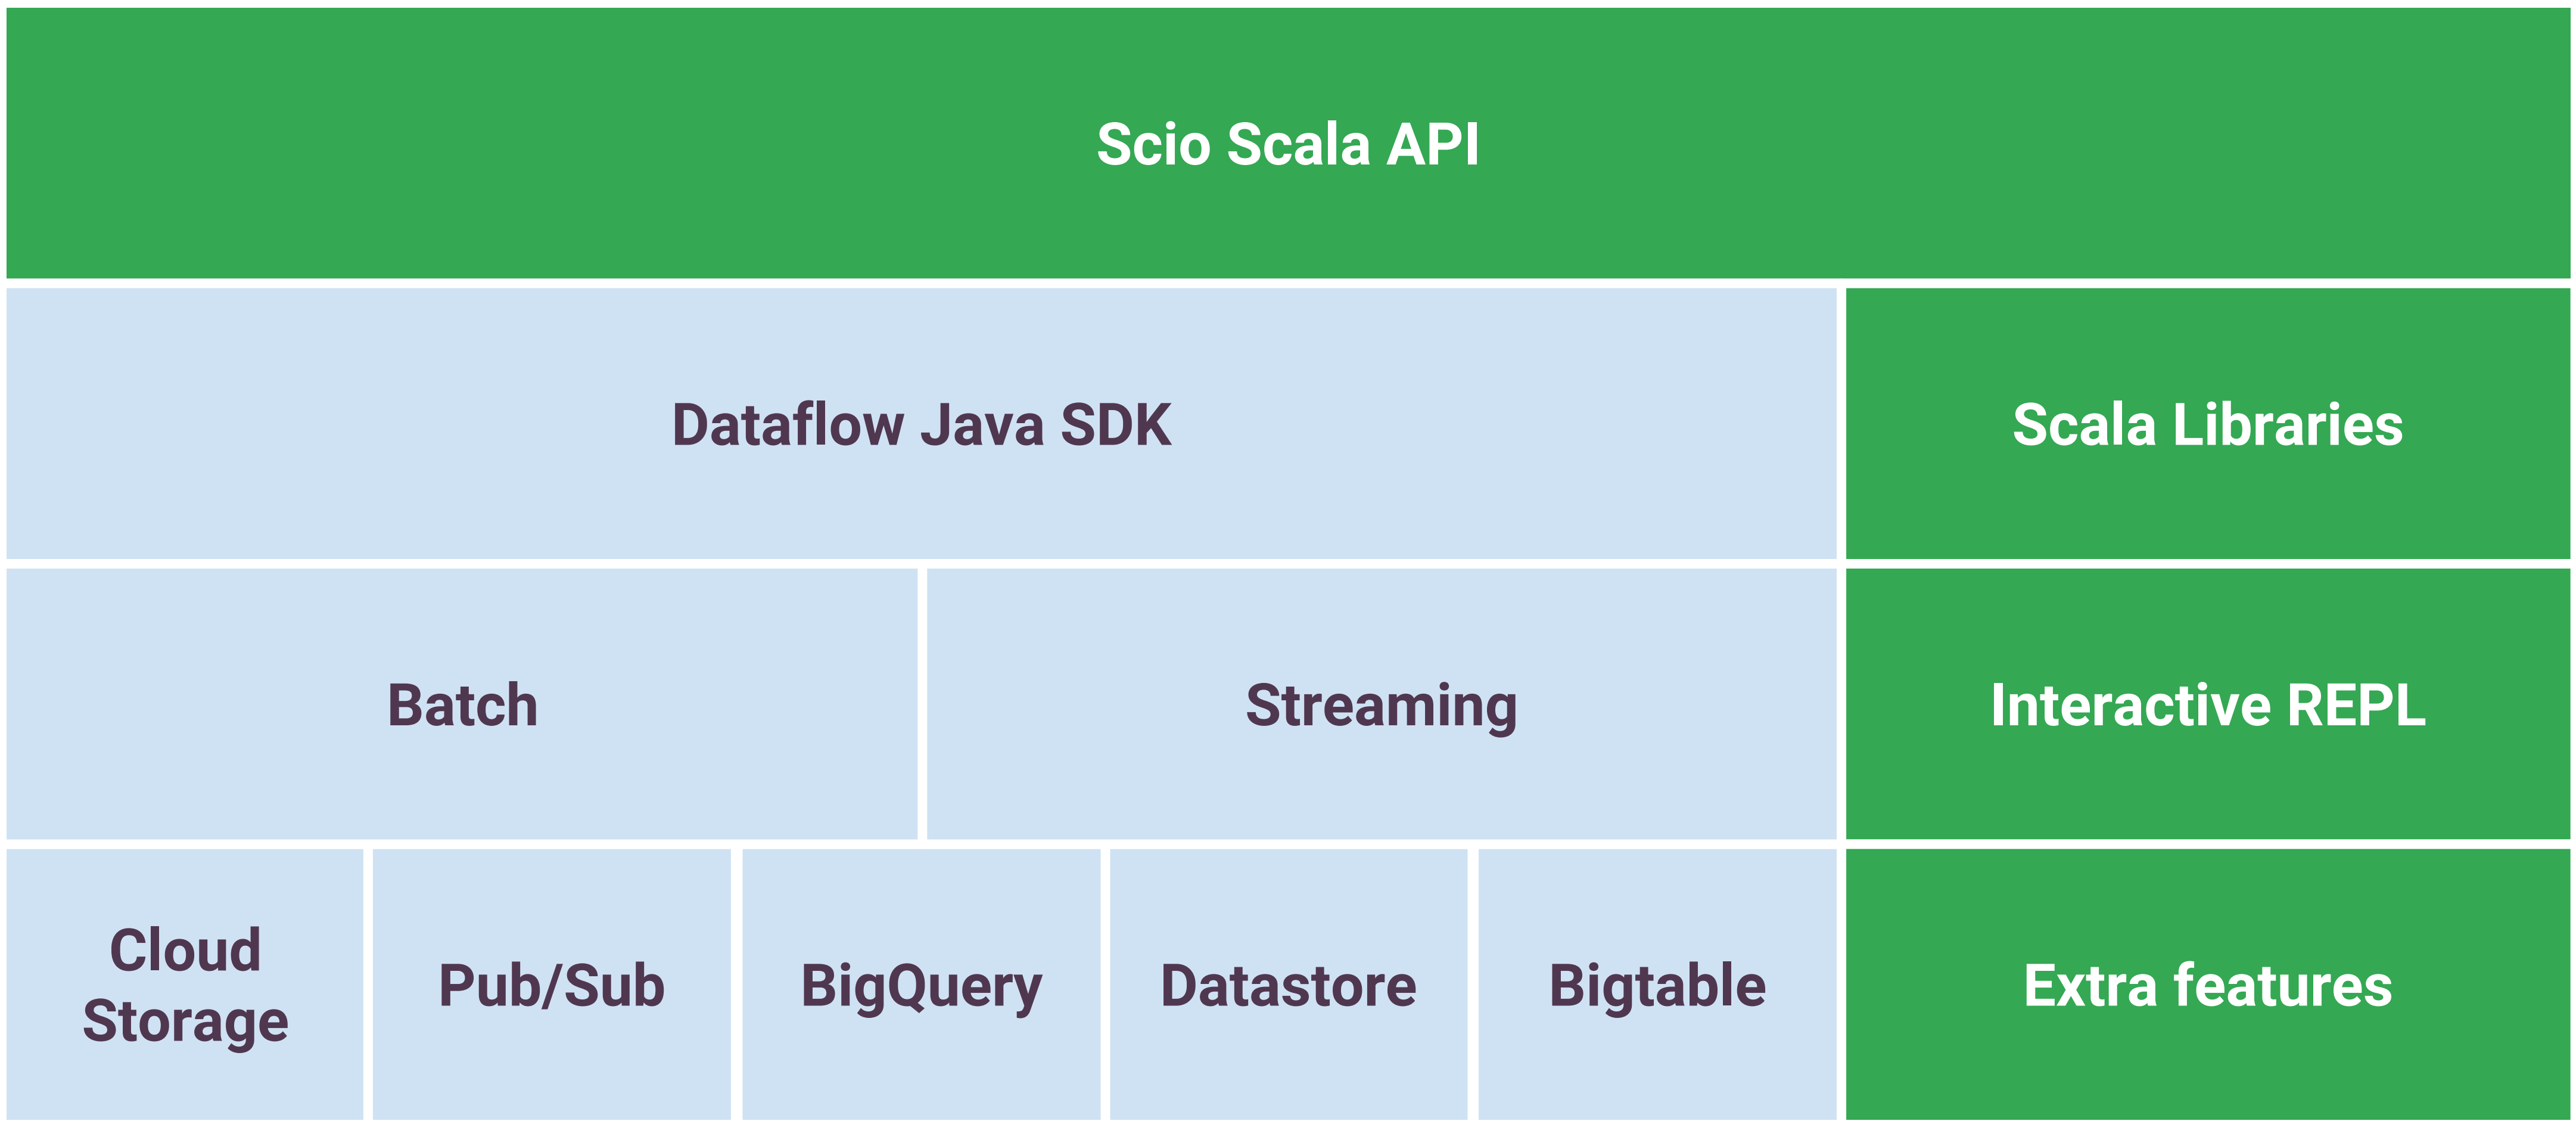 Scio Scala API
Dataflow Java SDK
Scala Libraries
Batch
Streaming
Interactive REPL
Cloud
Storage
Pub/Sub
BigQuery
Datastore
Bigtable
Extra features